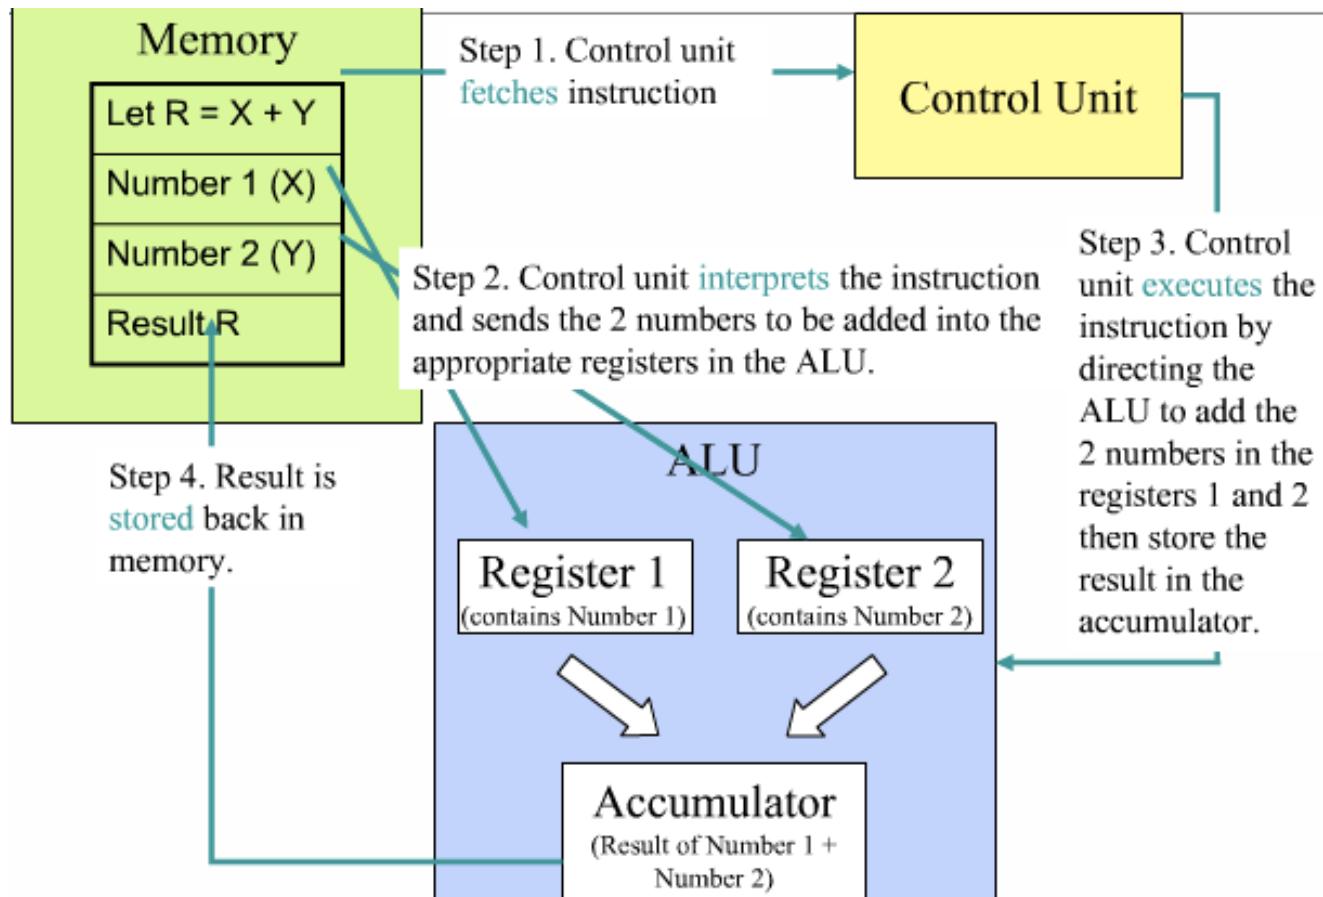 Memory
Let R = X + Y
Number 1 (X)
Number 2 (Y)
Result R
Step 1. Control unit
fetches instruction
Control Unit
Step 2. Control unit interprets the instruction
and sends the 2 numbers to be added into the
appropriate registers in the ALU.
Step 3. Control
unit executes the
instruction by
directing the
ALU to add the
2 numbers in the
registers 1 and 2
then store the
result in the
accumulator.
Step 4. Result is
stored back in
memory.
ALU
Register 1
(contains Number 1)
Register 2
(contains Number 2)
Accumulator
(Result of Number 1 +
Number 2)